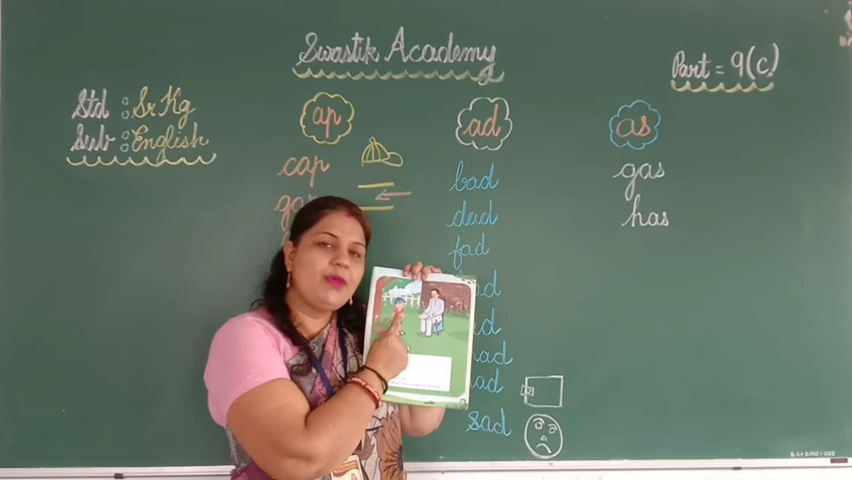 Swastik Academy
Part = 9(c)
Std : Sr Kg
Sub : English
ap
cap
ad
bad
dad
fad
sad
as
gas
has